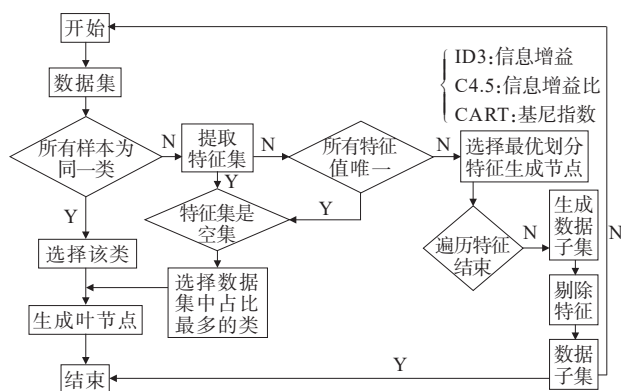 开始
ID3:信息增益
C4.5:信息增益比
CART:基尼指数
数据集
所有样本为
同一类
N
提取
特征集
N
所有特征
值唯一
N
选择最优划分
特征生成节点
Y
Y
Y
特征集是
空集
遍历特征
结束
N
生成
数据
子集
N
选择该类
选择数据
集中占比
最多的类
剔除
特征
生成叶节点
数据
子集
Y
结束